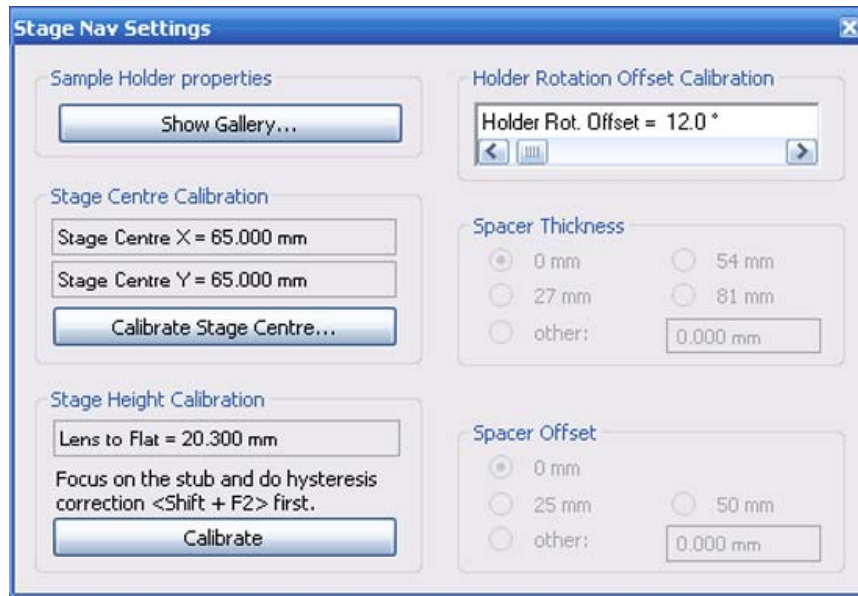 Stage Nav Settings
Sample Holder properties
Show Gallery...
Stage Centre Calibration
Stage Centre X = 65.000 mm
Stage Centre Y = 65.000 mm
Calibrate Stage Centre...
Stage Height Calibration
Lens to Flat = 20.300 mm
Focus on the stub and do hysteresis
correction <Shift + F2> first.
Calibrate
Holder Rotation Offset Calibration
Holder Rot. Offset = 12.0 °
Spacer Thickness
0 mm 54 mm
27 mm 81 mm
other: 0.000 mm
Spacer Offset
0 mm
25 mm 50 mm
other: 0.000 mm